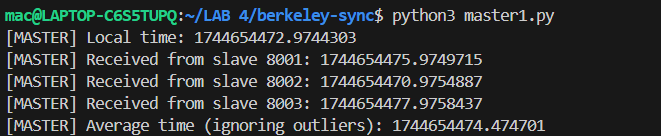 mac@LAPTOP-C6S5TUPQ:~/LAB 4/berkeley-sync$ python3 master1.py
[MASTER] Local time: 1744654472.9744303
[MASTER] Received from slave 8001: 1744654475.9749715
[MASTER] Received from slave 8002: 1744654470.9754887
[MASTER] Received from slave 8003: 1744654477.9758437
[MASTER] Average time (ignoring outliers): 1744654474.474701